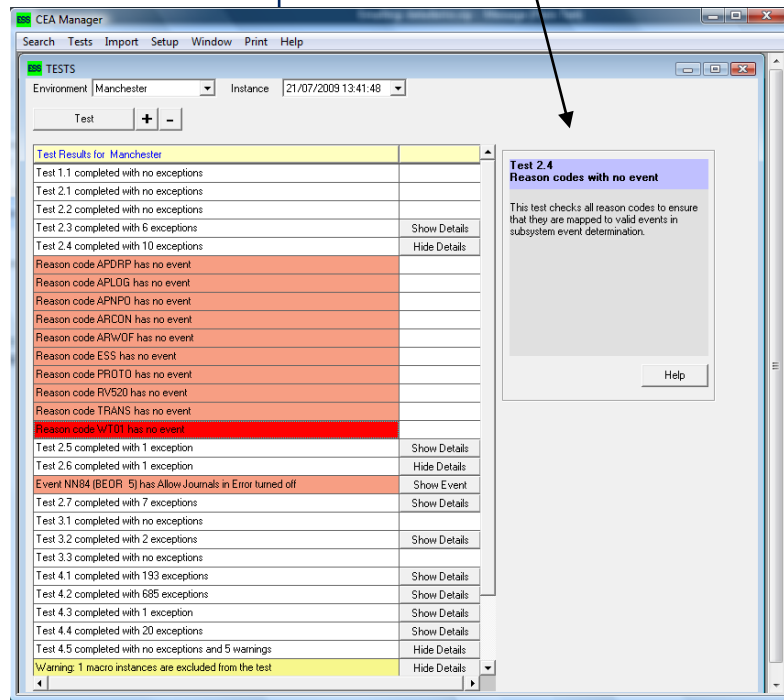 ESS CEA Manager
Search Tests Import Setup Window Print Help
ESS TESTS
Environment Manchester Instance 21/07/2009 13:41:48
Test + -
Test Results for Manchester
Test 1.1 completed with no exceptions
Test 2.1 completed with no exceptions
Test 2.2 completed with no exceptions
Test 2.3 completed with 6 exceptions Show Details
Test 2.4 completed with 10 exceptions Hide Details
Reason code APDRP has no event
Reason code APLOG has no event
Reason code APNPO has no event
Reason code ARCON has no event
Reason code ARWOF has no event
Reason code ESS has no event
Reason code PROTO has no event
Reason code RV520 has no event
Reason code TRANS has no event
Reason code WT01 has no event
Test 2.5 completed with 1 exception Show Details
Test 2.6 completed with 1 exception Hide Details
Event NN84 (BEOR 5) has Allow Journals in Error turned off Show Event
Test 2.7 completed with 7 exceptions Show Details
Test 3.1 completed with no exceptions
Test 3.2 completed with 2 exceptions Show Details
Test 3.3 completed with no exceptions
Test 4.1 completed with 193 exceptions Show Details
Test 4.2 completed with 685 exceptions Show Details
Test 4.3 completed with 1 exception Show Details
Test 4.4 completed with 20 exceptions Show Details
Test 4.5 completed with no exceptions and 5 warnings Hide Details
Warning: 1 macro instances are excluded from the test Hide Details
Test 2.4
Reason codes with no event
This test checks all reason codes to ensure
that they are mapped to valid events in
subsystem event determination.
Help